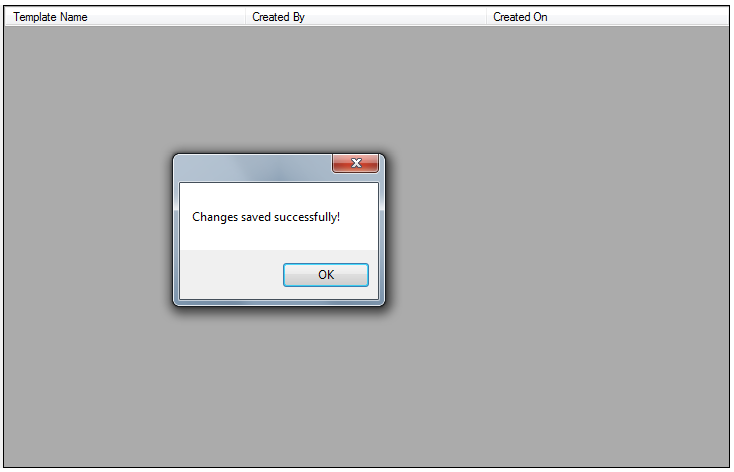 Template Name Created By Created On
Changes saved successfully!
OK